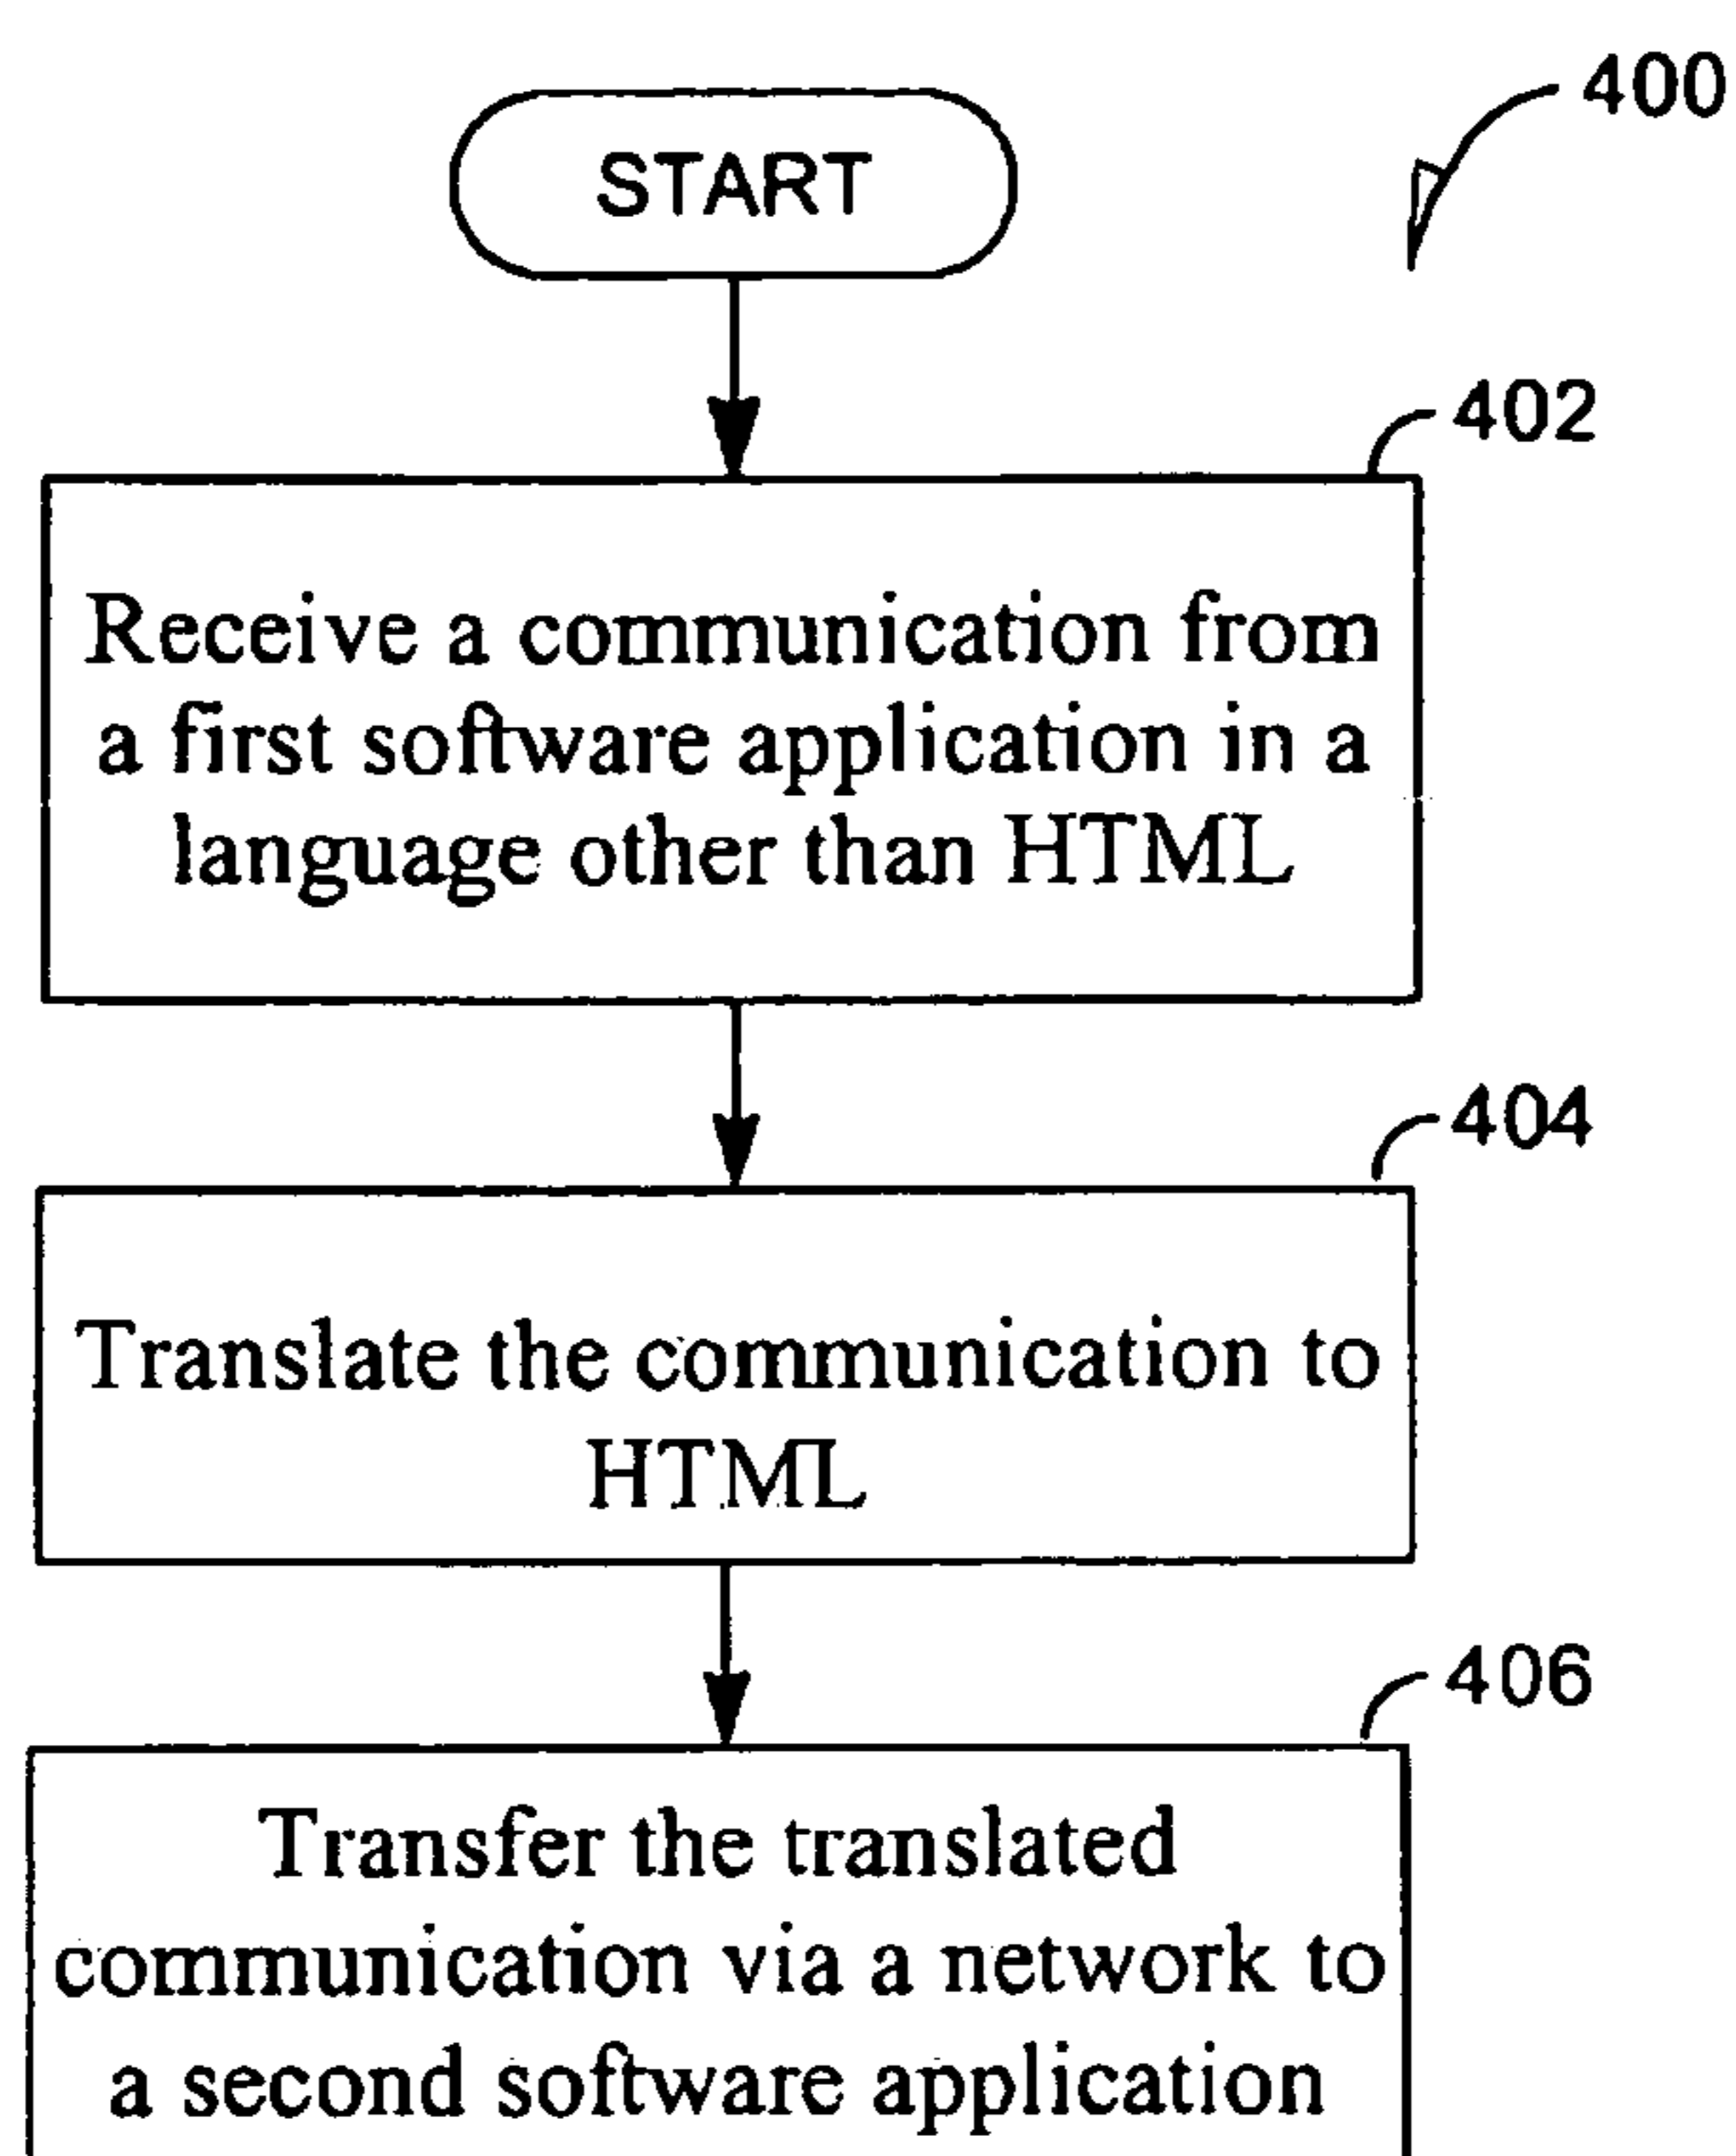 400
START
402
Receive a communication from
a first software application in a
language other than HTML
404
Translate the communication to
HTML
406
Transfer the translated
communication via a network to
a second software application